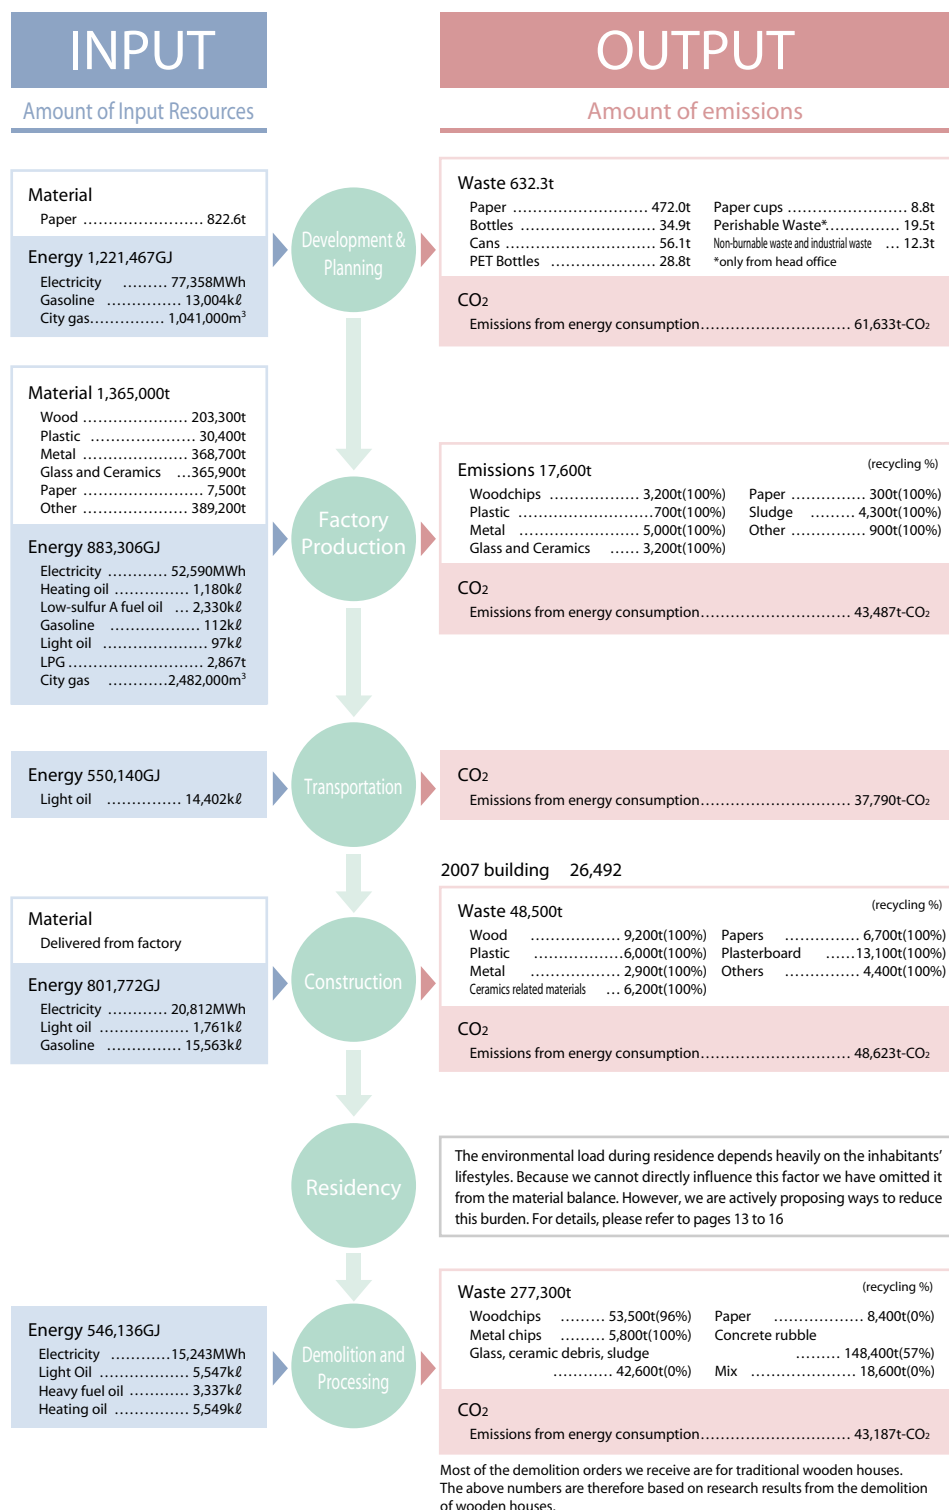 INPUT
Amount of Input Resources
OUTPUT
Amount of emissions
Material
Paper ........................ 822.6t
Energy 1,221,467GJ
Electricity ......... 77,358MWh
Gasoline ............... 13,004kℓ
City gas............... 1,041,000m³
Development &
Planning
Waste 632.3t
Paper ........................... 472.0t
Bottles .......................... 34.9t
Cans .............................. 56.1t
PET Bottles ..................... 28.8t
Paper cups ........................ 8.8t
Perishable Waste*............... 19.5t
Non-burnable waste and industrial waste ... 12.3t
*only from head office
CO₂
Emissions from energy consumption.............................. 61,633t-CO₂
Material 1,365,000t
Wood ..................... 203,300t
Plastic ..................... 30,400t
Metal ..................... 368,700t
Glass and Ceramics ...365,900t
Paper ........................ 7,500t
Other ..................... 389,200t
Energy 883,306GJ
Electricity ............ 52,590MWh
Heating oil ............... 1,180kℓ
Low-sulfur A fuel oil ... 2,330kℓ
Gasoline .................. 112kℓ
Light oil ..................... 97kℓ
LPG........................... 2,867t
City gas ............2,482,000m³
Factory
Production
Emissions 17,600t
(recycling %)
Woodchips .................. 3,200t(100%)
Plastic ...........................700t(100%)
Metal ........................ 5,000t(100%)
Glass and Ceramics ...... 3,200t(100%)
Paper ............... 300t(100%)
Sludge ......... 4,300t(100%)
Other ............... 900t(100%)
CO₂
Emissions from energy consumption.............................. 43,487t-CO₂
Energy 550,140GJ
Light oil ............... 14,402kℓ
Transportation
CO₂
Emissions from energy consumption.............................. 37,790t-CO₂
2007 building 26,492
Material
Delivered from factory
Energy 801,772GJ
Electricity ............ 20,812MWh
Light oil .................. 1,761kℓ
Gasoline ............... 15,563kℓ
Construction
Waste 48,500t
(recycling %)
Wood .................. 9,200t(100%)
Plastic ..................6,000t(100%)
Metal .................. 2,900t(100%)
Ceramics related materials ... 6,200t(100%)
Papers ............... 6,700t(100%)
Plasterboard ......13,100t(100%)
Others ............... 4,400t(100%)
CO₂
Emissions from energy consumption.............................. 48,623t-CO₂
Residency
The environmental load during residence depends heavily on the inhabitants'
lifestyles. Because we cannot directly influence this factor we have omitted it
from the material balance. However, we are actively proposing ways to reduce
this burden. For details, please refer to pages 13 to 16
Energy 546,136GJ
Electricity ............15,243MWh
Light Oil .................. 5,547kℓ
Heavy fuel oil ............ 3,337kℓ
Heating oil ............... 5,549kℓ
Demolition and
Processing
Waste 277,300t
(recycling %)
Woodchips ......... 53,500t(96%)
Metal chips ......... 5,800t(100%)
Glass, ceramic debris, sludge
............ 42,600t(0%)
Paper .................. 8,400t(0%)
Concrete rubble
......... 148,400t(57%)
Mix ..................... 18,600t(0%)
CO₂
Emissions from energy consumption.............................. 43,187t-CO₂
Most of the demolition orders we receive are for traditional wooden houses.
The above numbers are therefore based on research results from the demolition
of wooden houses.